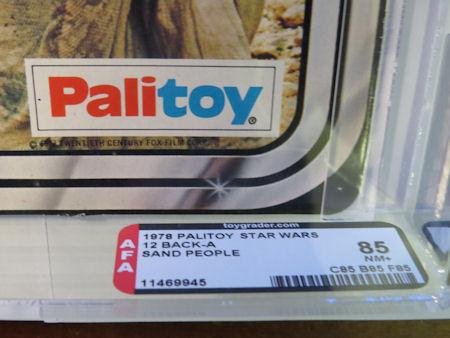 Palitoy®
© 1977 TWENTIETH CENTURY FOX FILM CORP.
toygrader.com
AFA
1978 PALITOY STAR WARS
12 BACK-A
SAND PEOPLE
85
NM+
C85 B85 F85
11469945